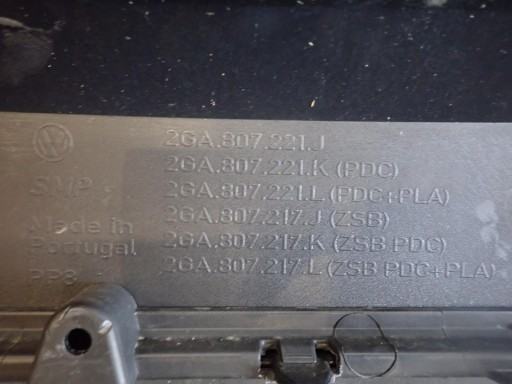 2GA.807.221.J
2GA.807.221.K (PDC)
SMP 2GA.807.221.L (PDC+PLA)
Made in 2GA.807.217.J (ZSB)
Portugal 2GA.807.217.K (ZSB PDC)
PP8 2GA.807.217.L (ZSB PDC+PLA)